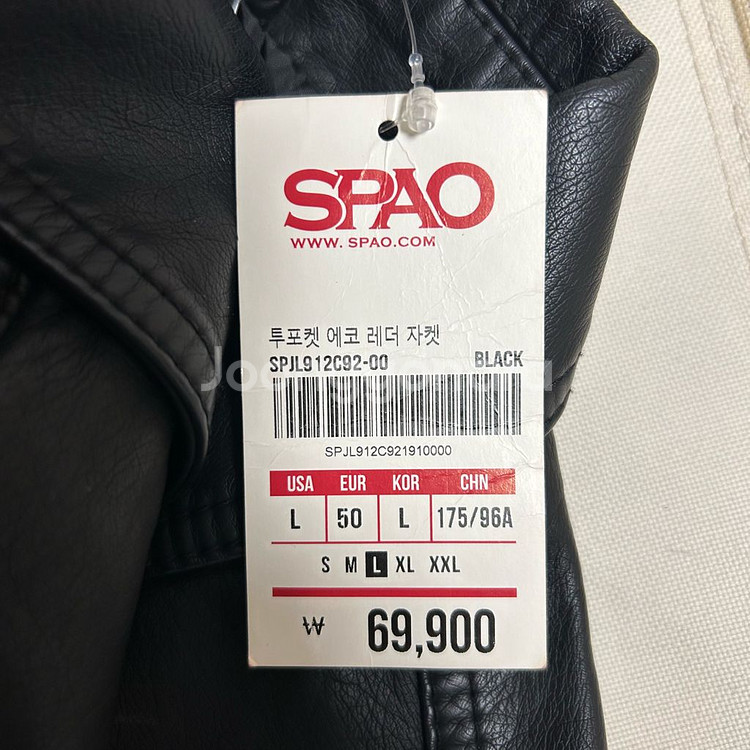 SPAO
WWW. SPAO.COM
투포켓 에코 레더 자켓
SPJL912C92-00 BLACK
Joonggonara
SPJL912C921910000
USA EUR KOR CHN
L 50 L 175/96A
S M L XL XXL
₩ 69,900